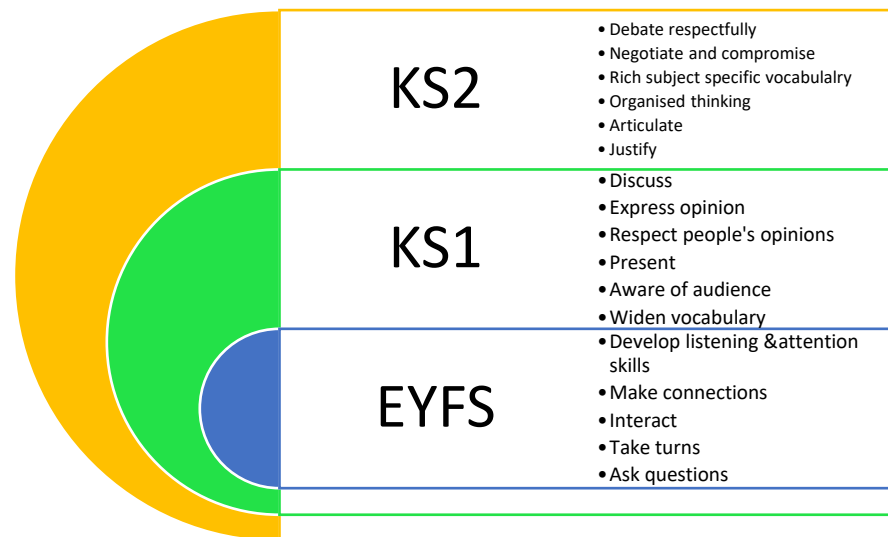 KS2
• Debate respectfully
• Negotiate and compromise
• Rich subject specific vocabulalry
• Organised thinking
• Articulate
• Justify
KS1
• Discuss
• Express opinion
• Respect people's opinions
• Present
• Aware of audience
• Widen vocabulary
EYFS
• Develop listening &attention
skills
• Make connections
• Interact
• Take turns
• Ask questions